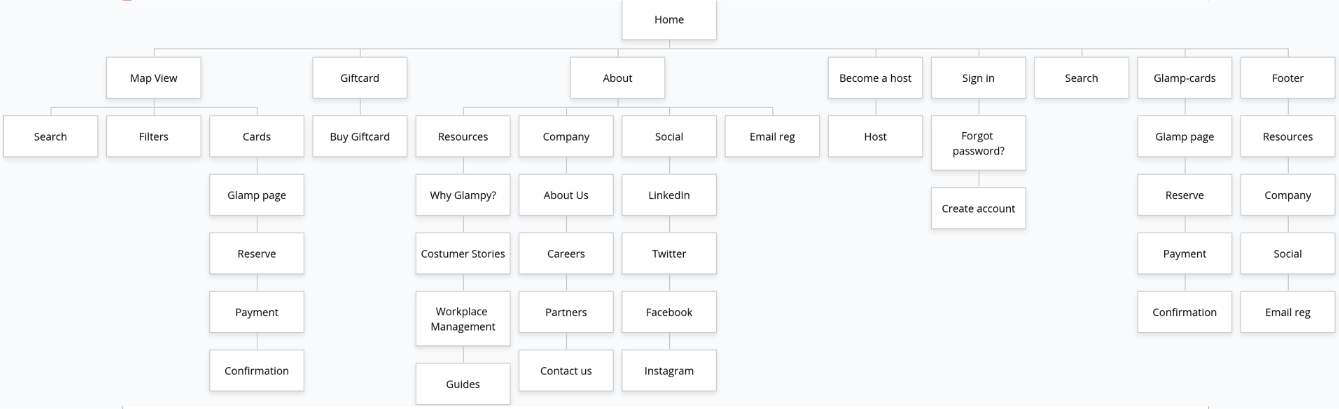 Home
Map View
Giftcard
About
Become a host
Sign in
Search
Glamp-cards
Footer
Search
Filters
Cards
Buy Giftcard
Resources
Company
Social
Email reg
Host
Forgot
password?
Glamp page
Resources
Glamp page
Why Glampy?
About Us
LinkedIn
Create account
Reserve
Company
Reserve
Costumer Stories
Careers
Twitter
Payment
Social
Payment
Workplace
Management
Partners
Facebook
Confirmation
Email reg
Confirmation
Guides
Contact us
Instagram